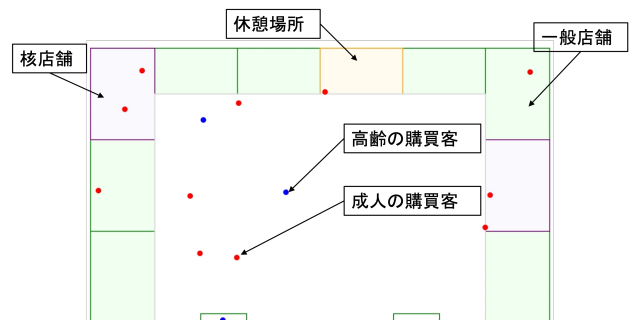 休憩場所
一般店舗
核店舗
高齢の購買客
成人の購買客